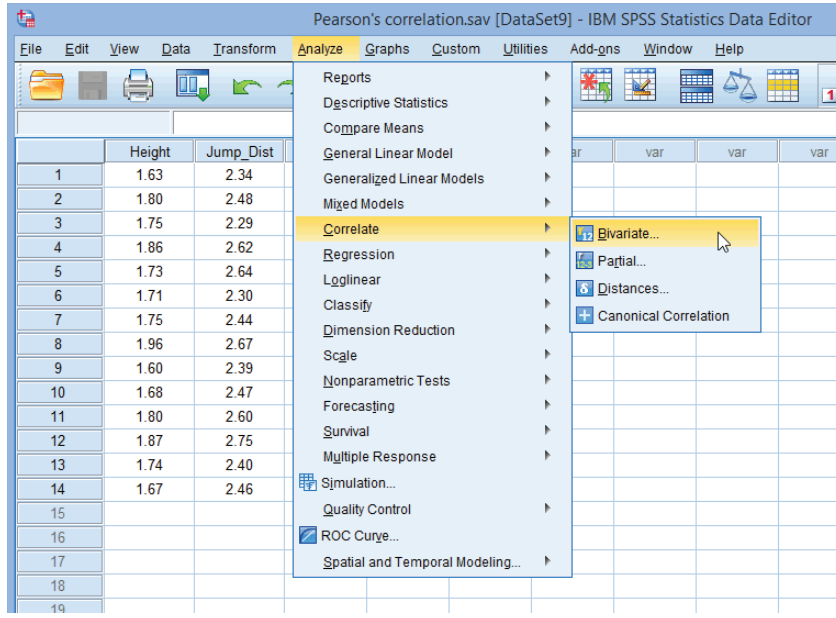 Pearson's correlation.sav [DataSet9] - IBM SPSS Statistics Data Editor
File Edit View Data Transform Analyze Graphs Custom Utilities Add-ons Window Help
Reports
Descriptive Statistics
Compare Means
General Linear Model
Generalized Linear Models
Mixed Models
Correlate
Regression
Loglinear
Classify
Dimension Reduction
Scale
Nonparametric Tests
Forecasting
Survival
Multiple Response
Simulation...
Quality Control
ROC Curve...
Spatial and Temporal Modeling...
Bivariate...
Partial...
Distances...
Canonical Correlation
Height Jump_Dist var var var
1 1.63 2.34
2 1.80 2.48
3 1.75 2.29
4 1.86 2.62
5 1.73 2.64
6 1.71 2.30
7 1.75 2.44
8 1.96 2.67
9 1.60 2.39
10 1.68 2.47
11 1.80 2.60
12 1.87 2.75
13 1.74 2.40
14 1.67 2.46
15
16
17
18
19